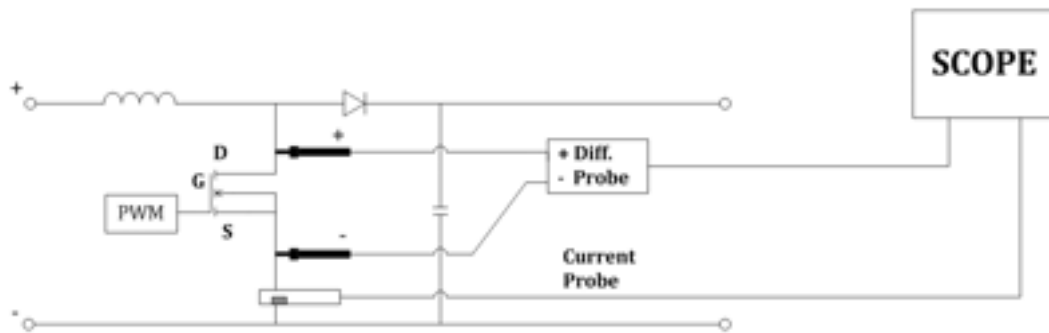 SCOPE
+
+
D
+ Diff.
G
- Probe
PWM
S
-
Current
Probe
-